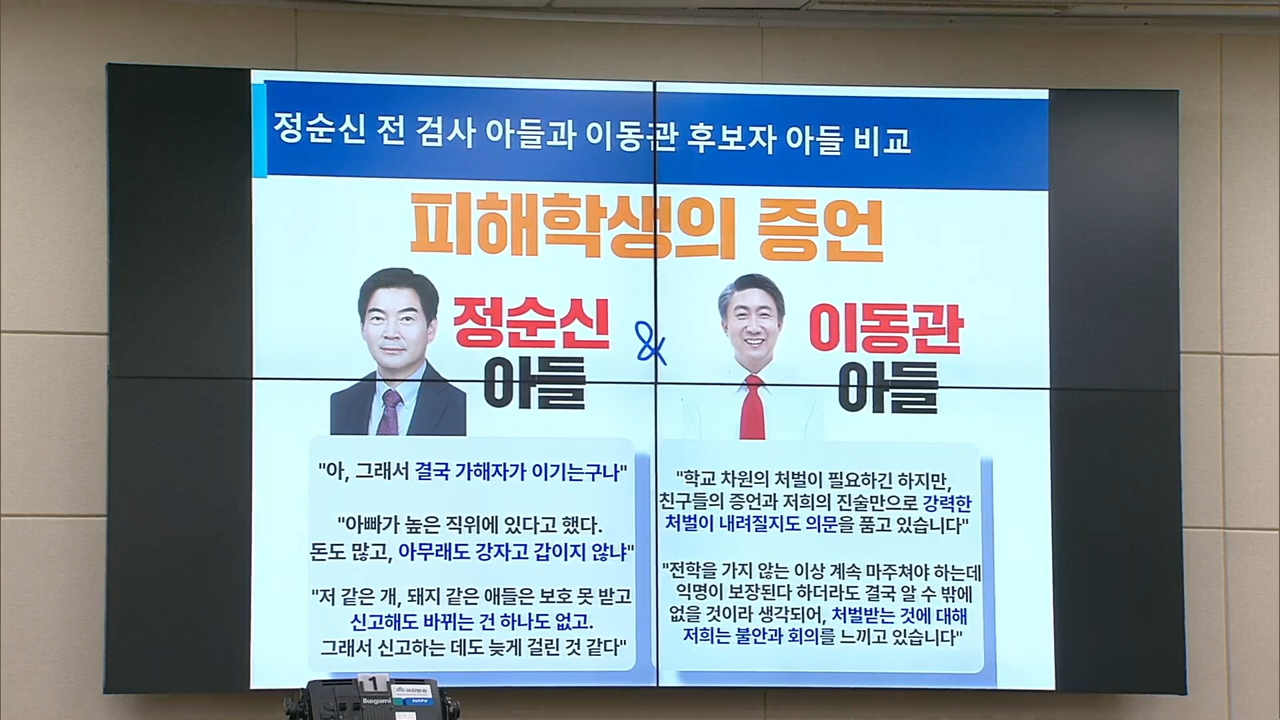 정순신 전 검사 아들과 이동관 후보자 아들 비교
피해학생의 증언
정순신
아들
&
이동관
아들
"아, 그래서 결국 가해자가 이기는구나"
"아빠가 높은 직위에 있다고 했다.
돈도 많고, 아무래도 강자고 갑이지 않냐"
"저 같은 개, 돼지 같은 애들은 보호 못 받고
신고해도 바뀌는 건 하나도 없고.
그래서 신고하는 데도 늦게 걸린 것 같다"
"학교 차원의 처벌이 필요하긴 하지만,
친구들의 증언과 저희의 진술만으로 강력한
처벌이 내려질지도 의문을 품고 있습니다"
"전학을 가지 않는 이상 계속 마주쳐야 하는데
익명이 보장된다 하더라도 결국 알 수 밖에
없을 것이라 생각되어, 처벌받는 것에 대해
저희는 불안과 회의를 느끼고 있습니다"
1
Ikegami
NATV